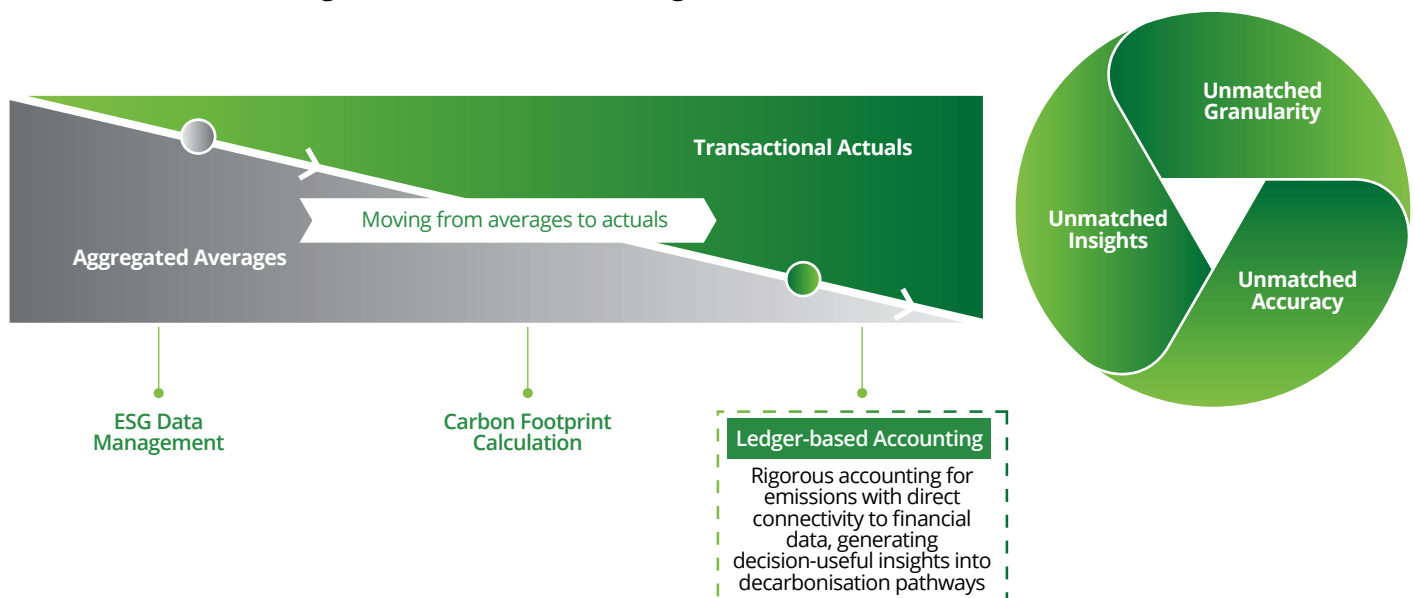 Transactional Actuals
Moving from averages to actuals
Aggregated Averages
ESG Data
Management
Carbon Footprint
Calculation
Ledger-based Accounting
Rigorous accounting for
emissions with direct
connectivity to financial
data, generating
decision-useful insights into
decarbonisation pathways
Unmatched
Granularity
Unmatched
Insights
Unmatched
Accuracy